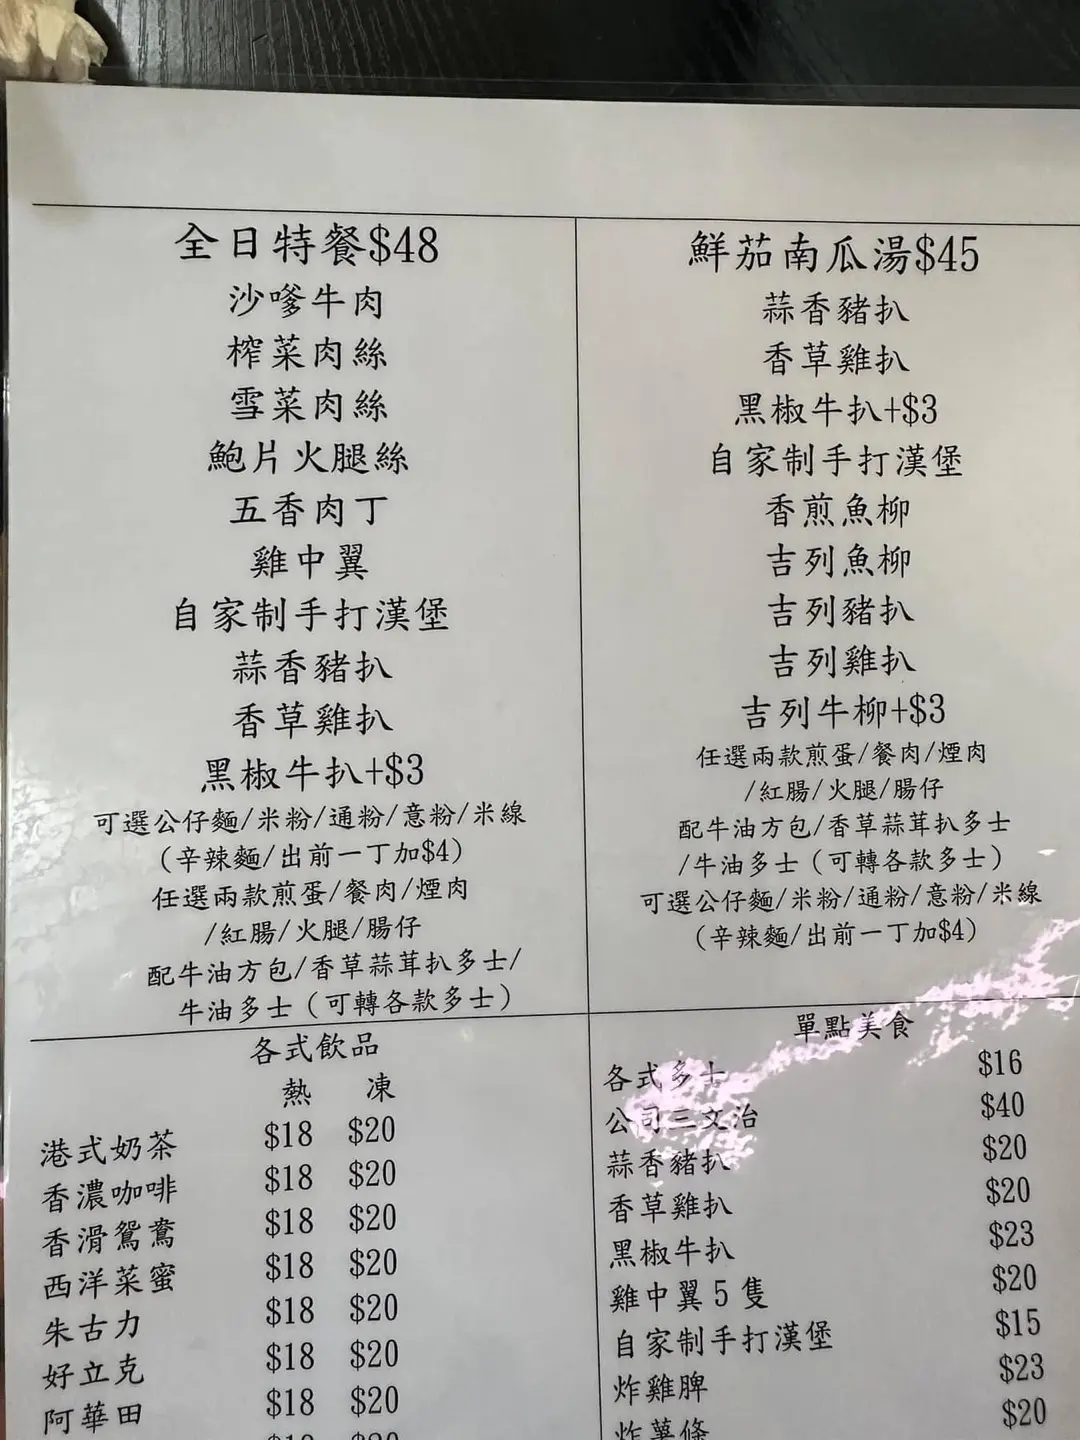 全日特餐$48
沙嗲牛肉
榨菜肉絲
雪菜肉絲
鮑片火腿絲
五香肉丁
雞中翼
自家制手打漢堡
蒜香豬扒
香草雞扒
黑椒牛扒+$3
可選公仔麵/米粉/通粉/意粉/米線
(辛辣麵/出前一丁加$4)
任選兩款煎蛋/餐肉/煙肉
/紅腸/火腿/腸仔
配牛油方包/香草蒜茸扒多士/
牛油多士(可轉各款多士)
鮮茄南瓜湯$45
蒜香豬扒
香草雞扒
黑椒牛扒+$3
自家制手打漢堡
香煎魚柳
吉列魚柳
吉列豬扒
吉列雞扒
吉列牛柳+$3
任選兩款煎蛋/餐肉/煙肉
/紅腸/火腿/腸仔
配牛油方包/香草蒜茸扒多士
/牛油多士(可轉各款多士)
可選公仔麵/米粉/通粉/意粉/米線
(辛辣麵/出前一丁加$4)
各式飲品
熱 凍
港式奶茶 $18 $20
香濃咖啡 $18 $20
香滑鴛鴦 $18 $20
西洋菜蜜 $18 $20
朱古力 $18 $20
好立克 $18 $20
阿華田 $18 $20
單點美食
各式多士 $16
公司三文治 $40
蒜香豬扒 $20
香草雞扒 $20
黑椒牛扒 $23
雞中翼5隻 $20
自家制手打漢堡 $15
炸雞脾 $23
炸薯條 $20